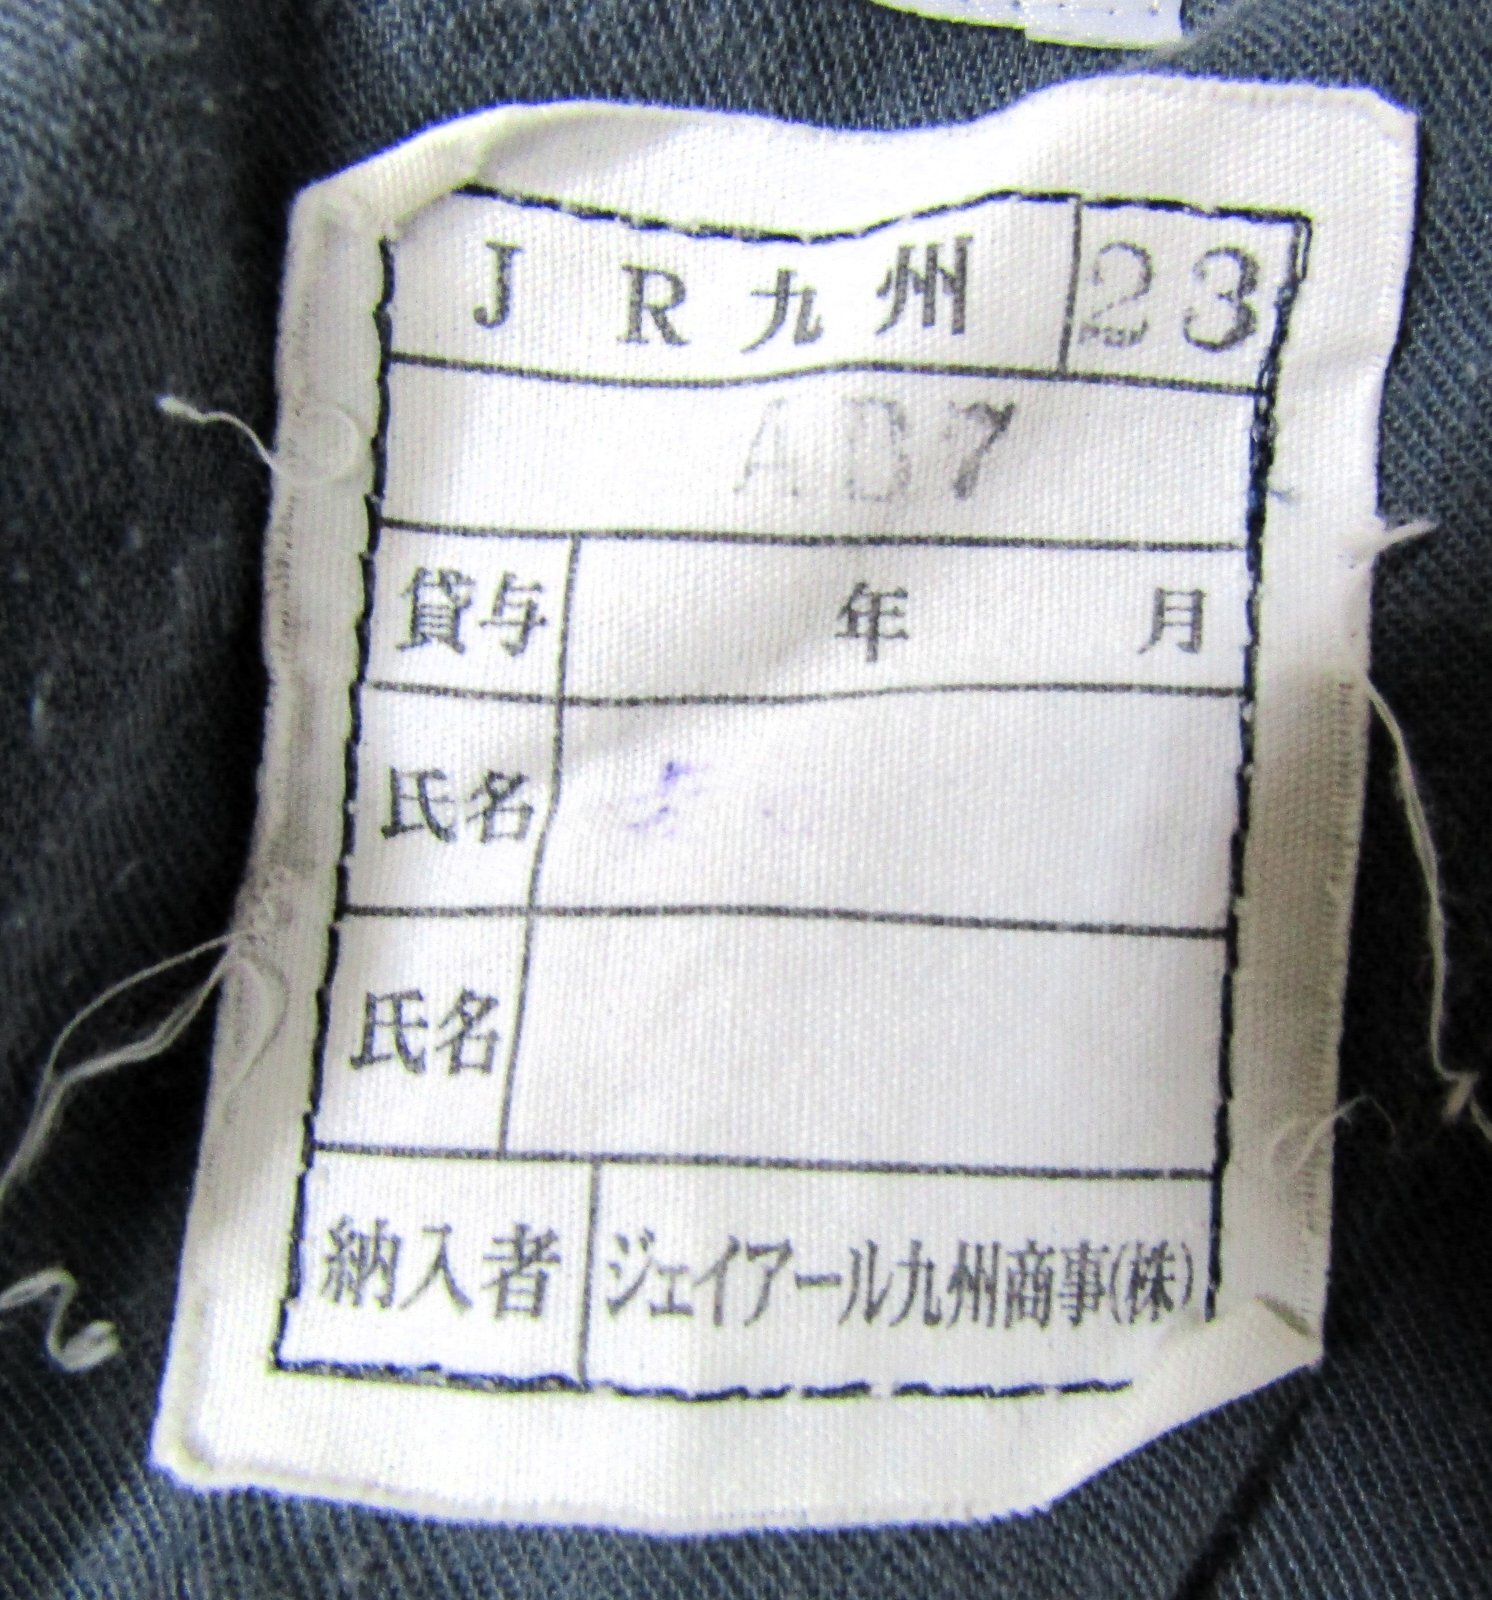 JR九州 23
AB7
貸与 年 月
氏名
氏名
納入者 ジェイアール九州商事(株)